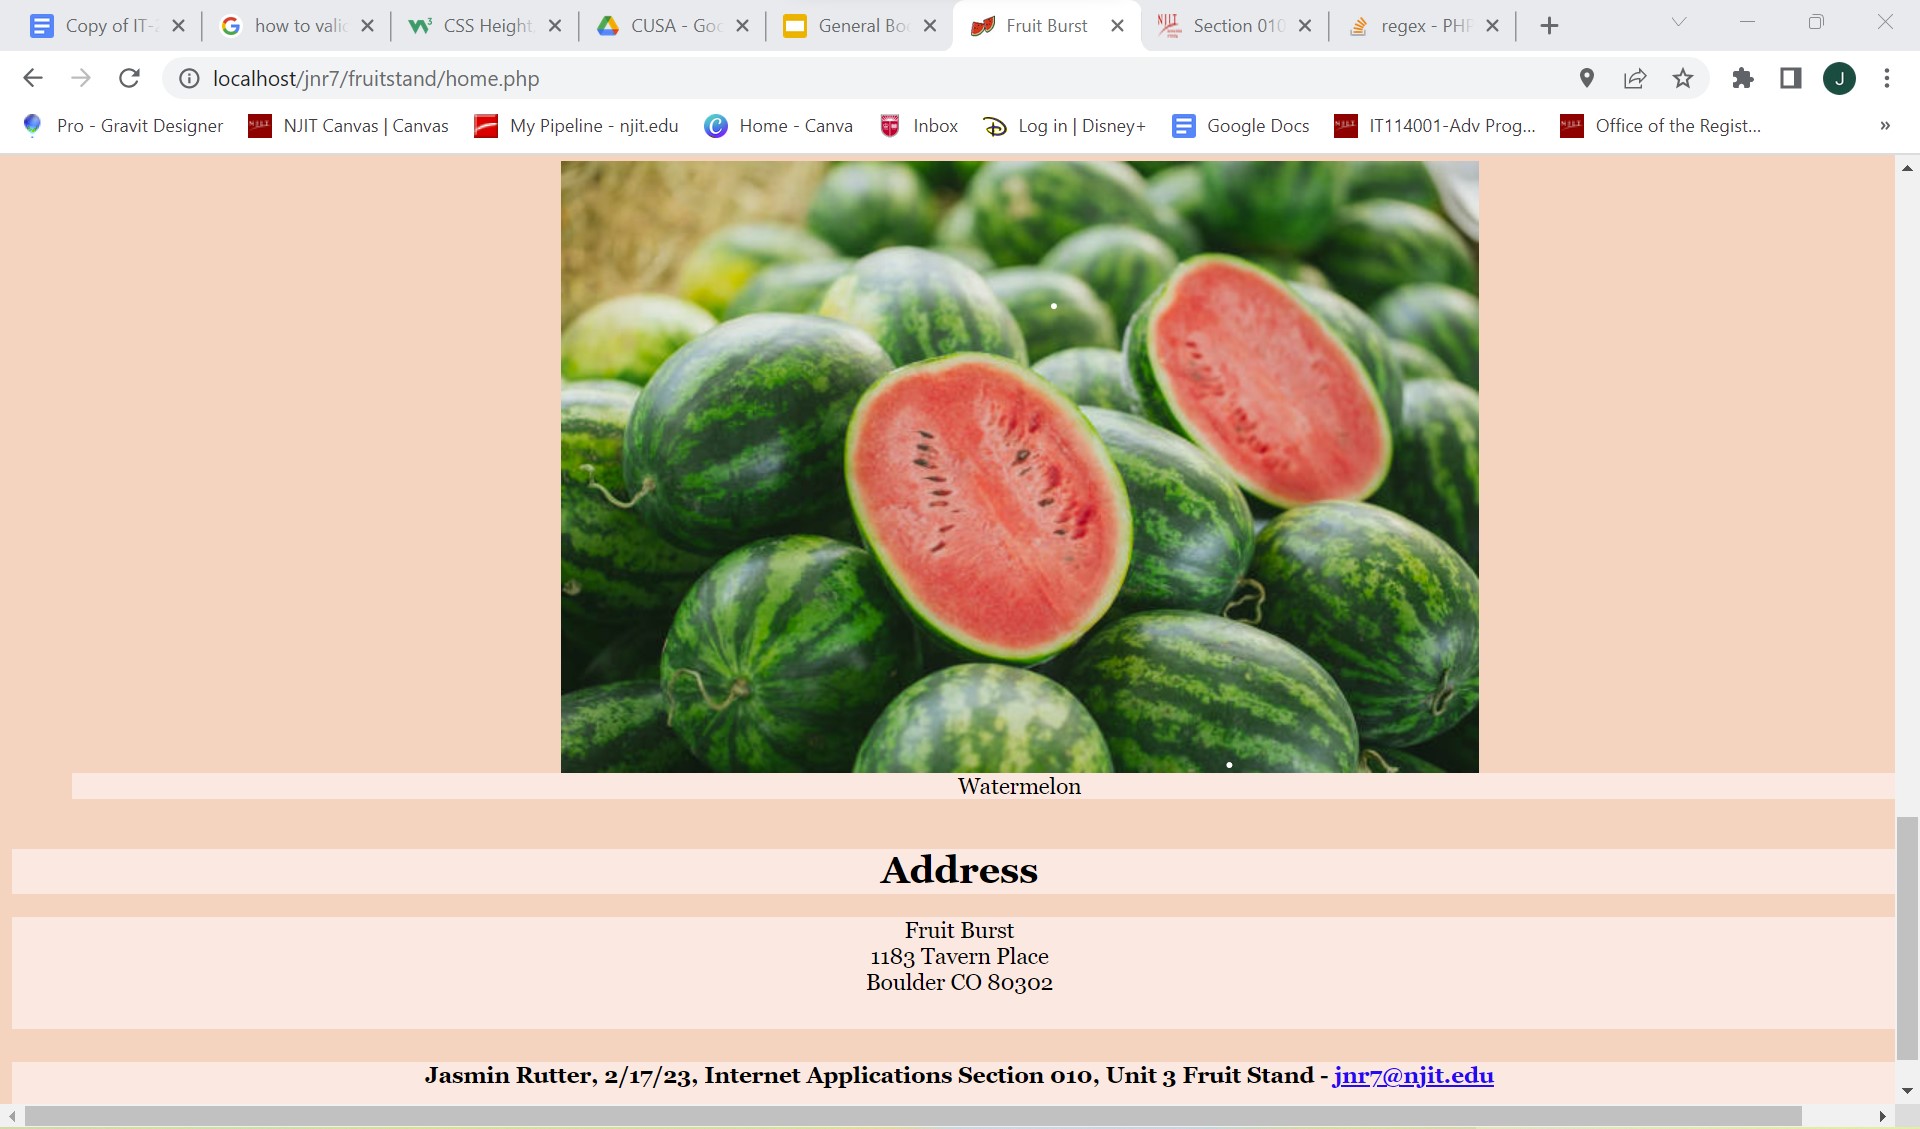 Copy of IT-
how to valid
CSS Height
CUSA - Goo
General Bo
Fruit Burst
Section 010
regex - PHP
localhost/jnr7/fruitstand/home.php
J
Pro - Gravit Designer
NJIT Canvas | Canvas
My Pipeline - njit.edu
Home - Canva
Inbox
Log in | Disney+
Google Docs
IT114001-Adv Prog...
Office of the Regist...
»
Watermelon
Address
Fruit Burst
1183 Tavern Place
Boulder CO 80302
Jasmin Rutter, 2/17/23, Internet Applications Section 010, Unit 3 Fruit Stand - jnr7@njit.edu